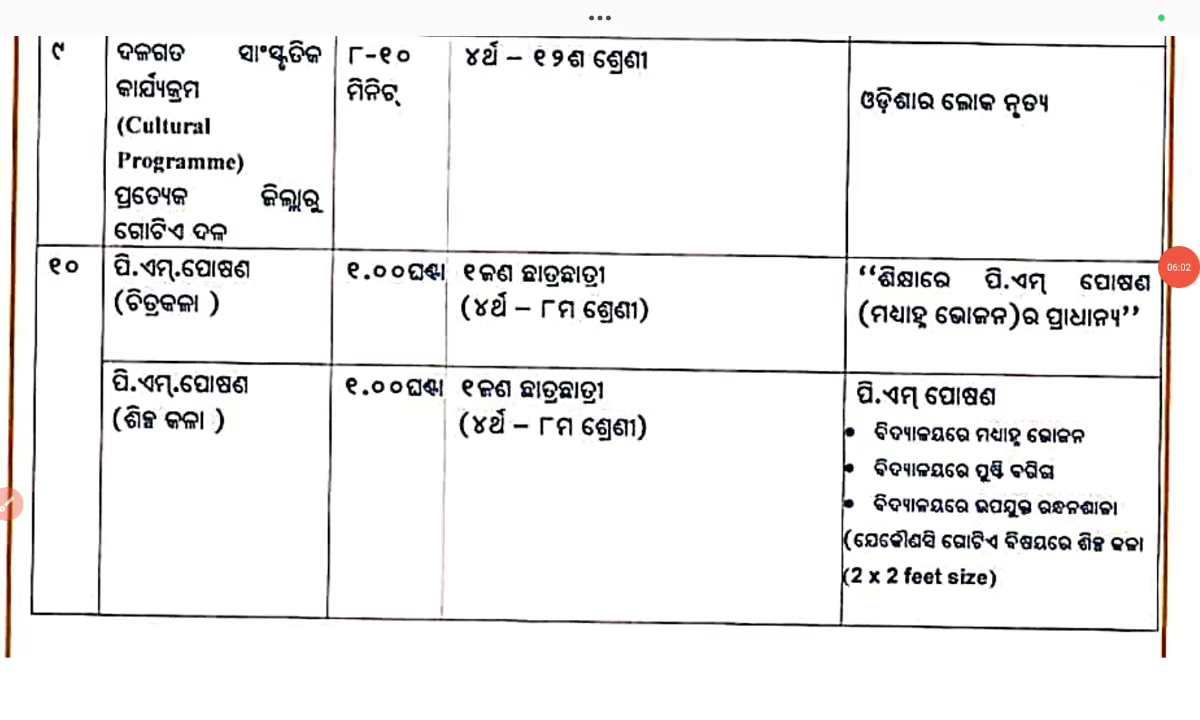 ୯
ଦଳଗତ ସାଂସ୍କୃତିକ
କାର୍ଯ୍ୟକ୍ରମ
(Cultural
Programme)
ପ୍ରତ୍ୟେକ ଜିଲ୍ଲାରୁ
ଗୋଟିଏ ଦଳ
୮-୧୦
ମିନିଟ୍
୪ର୍ଥ – ୧୨ଶ ଶ୍ରେଣୀ
ଓଡ଼ିଶାର ଲୋକ ନୃତ୍ୟ
୧୦
ପି.ଏମ୍.ପୋଷଣ
(ଚିତ୍ରକଳା )
୧.୦୦ଘଣ୍ଟା
୧ଜଣ ଛାତ୍ରଛାତ୍ରୀ
(୪ର୍ଥ – ୮ମ ଶ୍ରେଣୀ)
‘‘ଶିକ୍ଷାରେ ପି.ଏମ୍ ପୋଷଣ
(ମଧ୍ୟାହ୍ନ ଭୋଜନ)ର ପ୍ରାଧାନ୍ୟ’’
06:02
ପି.ଏମ୍.ପୋଷଣ
(ଶିଳ୍ପ କଳା )
୧.୦୦ଘଣ୍ଟା
୧ଜଣ ଛାତ୍ରଛାତ୍ରୀ
(୪ର୍ଥ – ୮ମ ଶ୍ରେଣୀ)
ପି.ଏମ୍ ପୋଷଣ
• ବିଦ୍ୟାଳୟରେ ମଧ୍ୟାହ୍ନ ଭୋଜନ
• ବିଦ୍ୟାଳୟରେ ପୁଷ୍ଟି ବଗିଚା
• ବିଦ୍ୟାଳୟରେ ଉପଯୁକ୍ତ ରନ୍ଧନଶାଳା
(ଯେକୌଣସି ଗୋଟିଏ ବିଷୟରେ ଶିଳ୍ପ କଳା
(2 x 2 feet size)